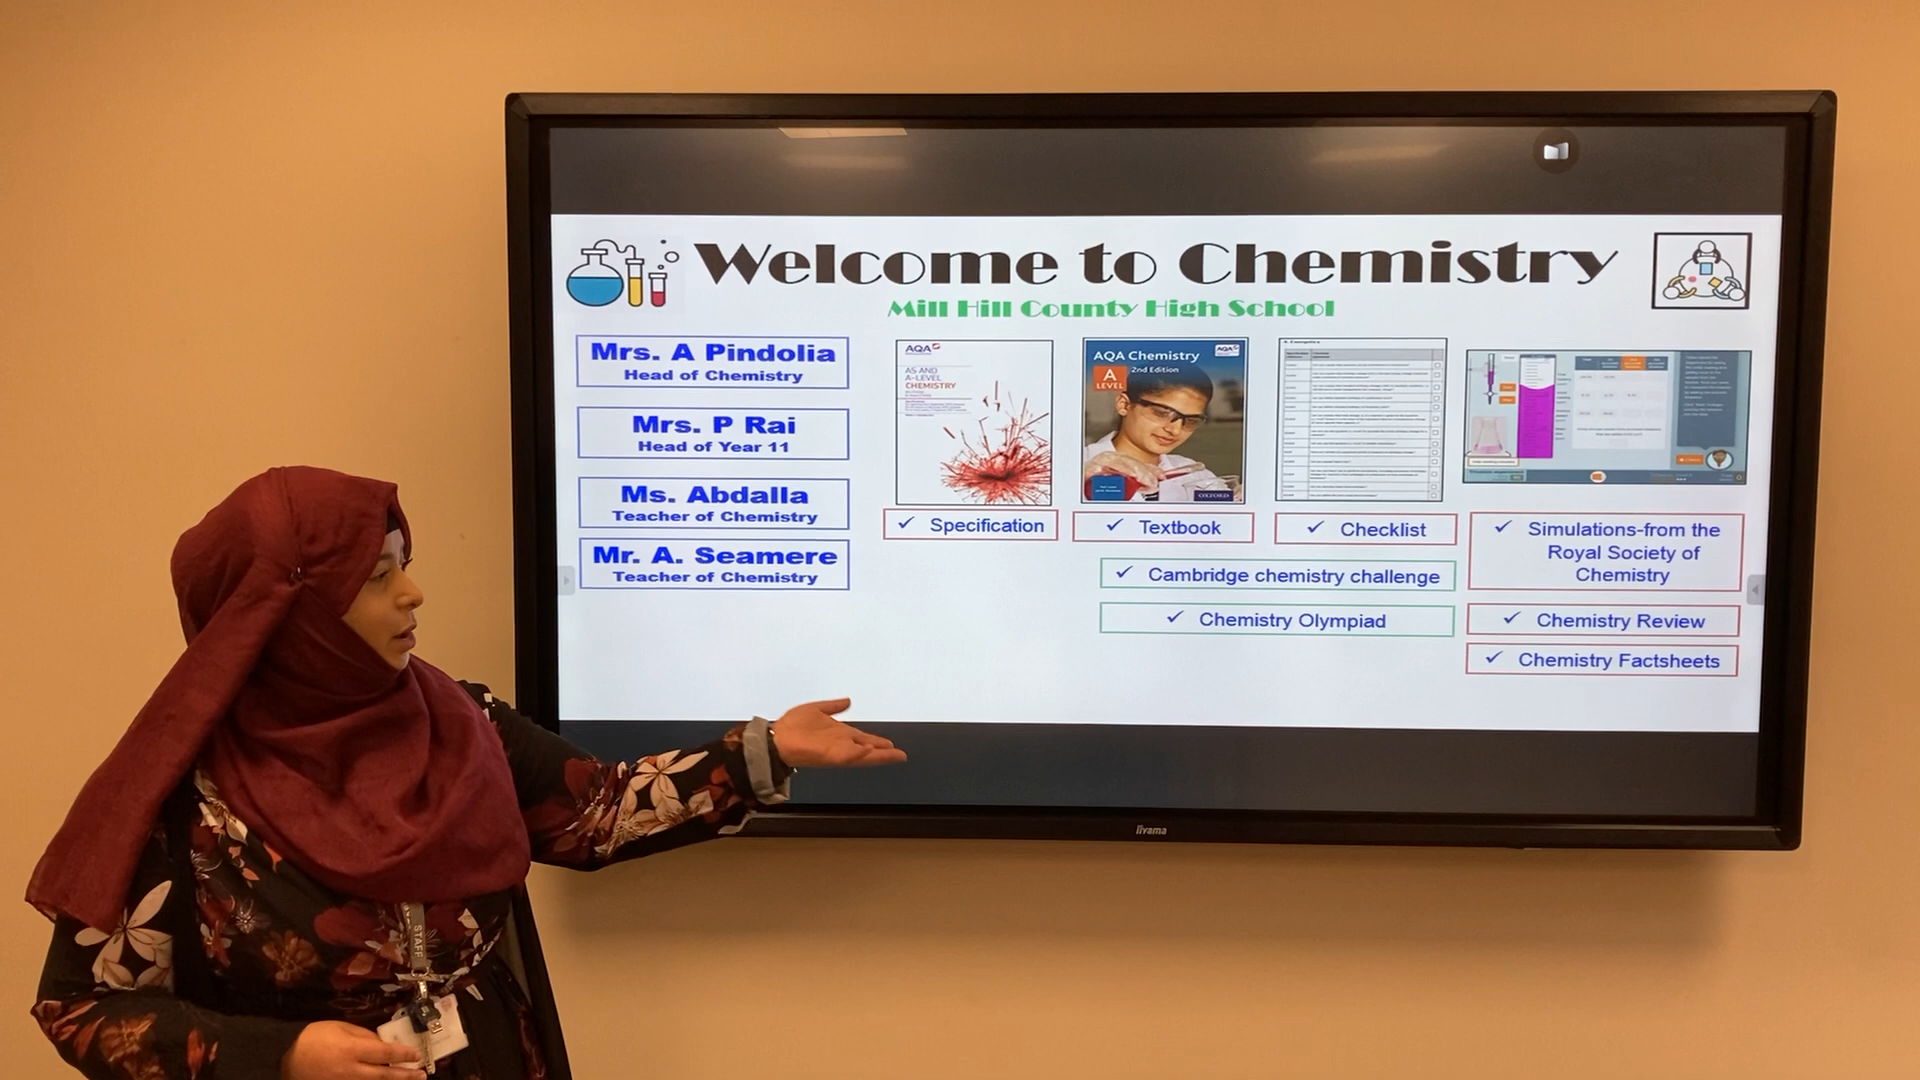 Welcome to Chemistry
Mill Hill County High School
Mrs. A Pindolia
Head of Chemistry
Mrs. P Rai
Head of Year 11
Ms. Abdalla
Teacher of Chemistry
Mr. A. Seamere
Teacher of Chemistry
AQA
AS AND
A-LEVEL
CHEMISTRY
AQA Chemistry
AQA
A
LEVEL
2nd Edition
OXFORD
✓ Specification
✓ Textbook
✓ Checklist
✓ Simulations-from the
Royal Society of
Chemistry
✓ Cambridge chemistry challenge
✓ Chemistry Olympiad
✓ Chemistry Review
✓ Chemistry Factsheets
iiyama
STAFF